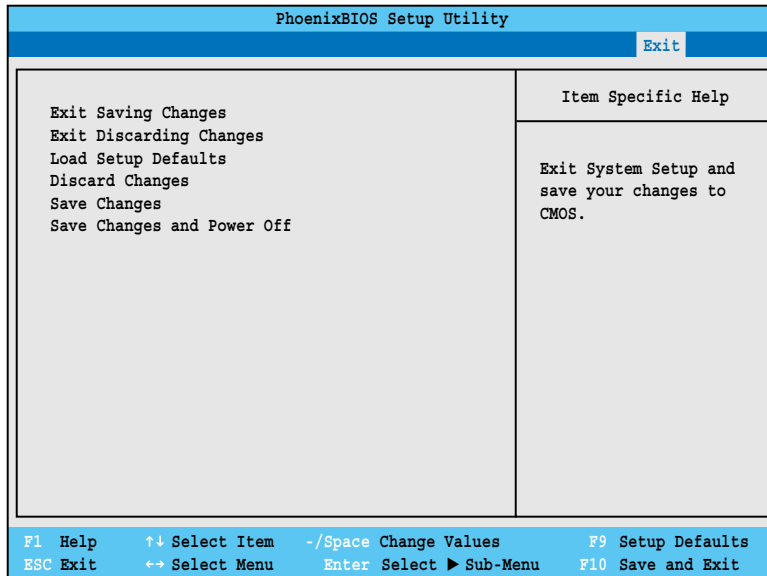 PhoenixBIOS Setup Utility
Exit
Exit Saving Changes
Exit Discarding Changes
Load Setup Defaults
Discard Changes
Save Changes
Save Changes and Power Off
Item Specific Help
Exit System Setup and
save your changes to
CMOS.
F1 Help ↑↓ Select Item -/Space Change Values F9 Setup Defaults
ESC Exit ←→ Select Menu Enter Select ▶ Sub-Menu F10 Save and Exit